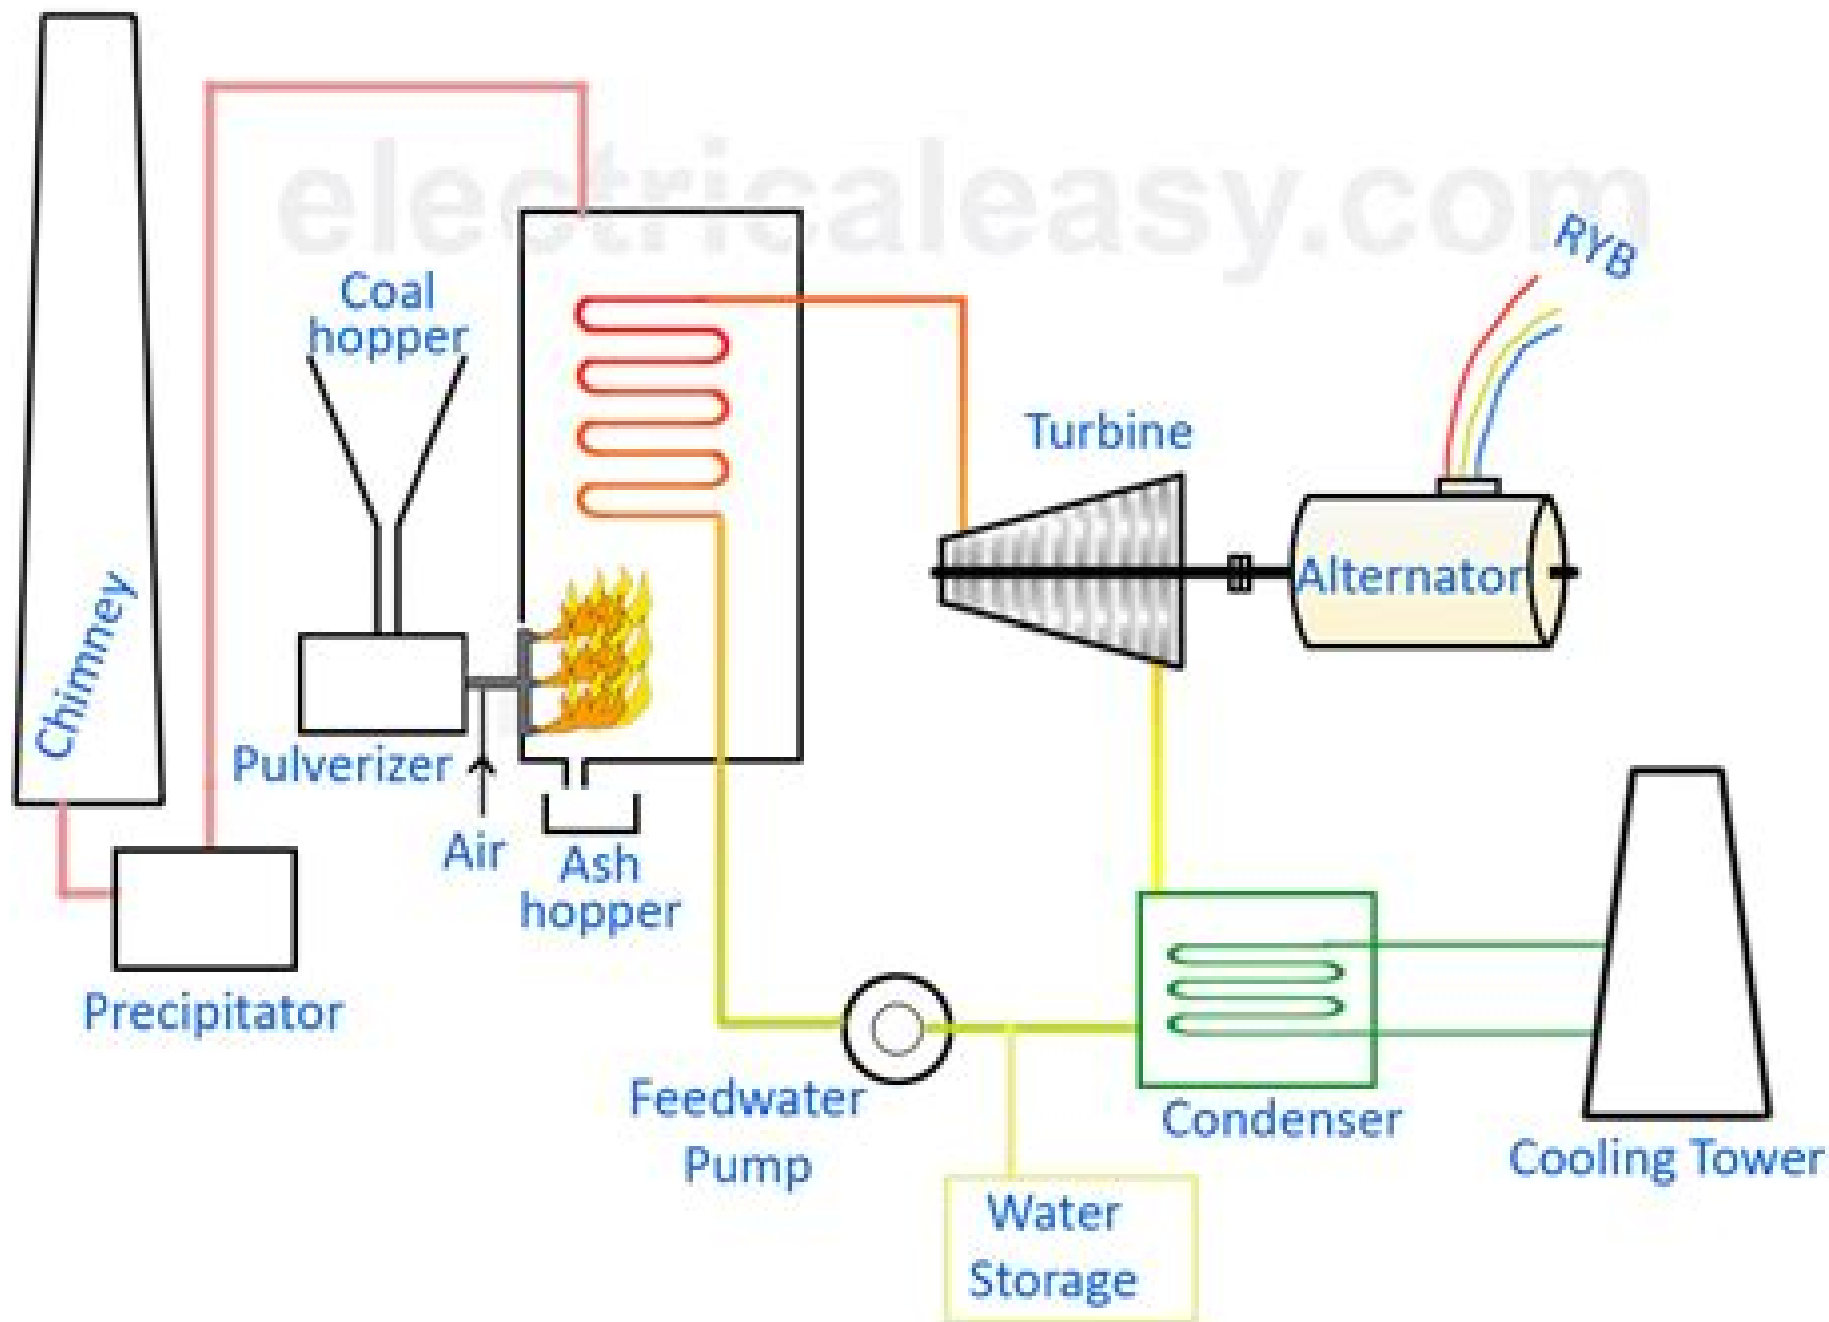 electricaleasy.com
RYB
Coal
hopper
Turbine
Alternator
Chimney
Pulverizer
Air
Ash
hopper
Precipitator
Feedwater
Pump
Condenser
Cooling Tower
Water
Storage